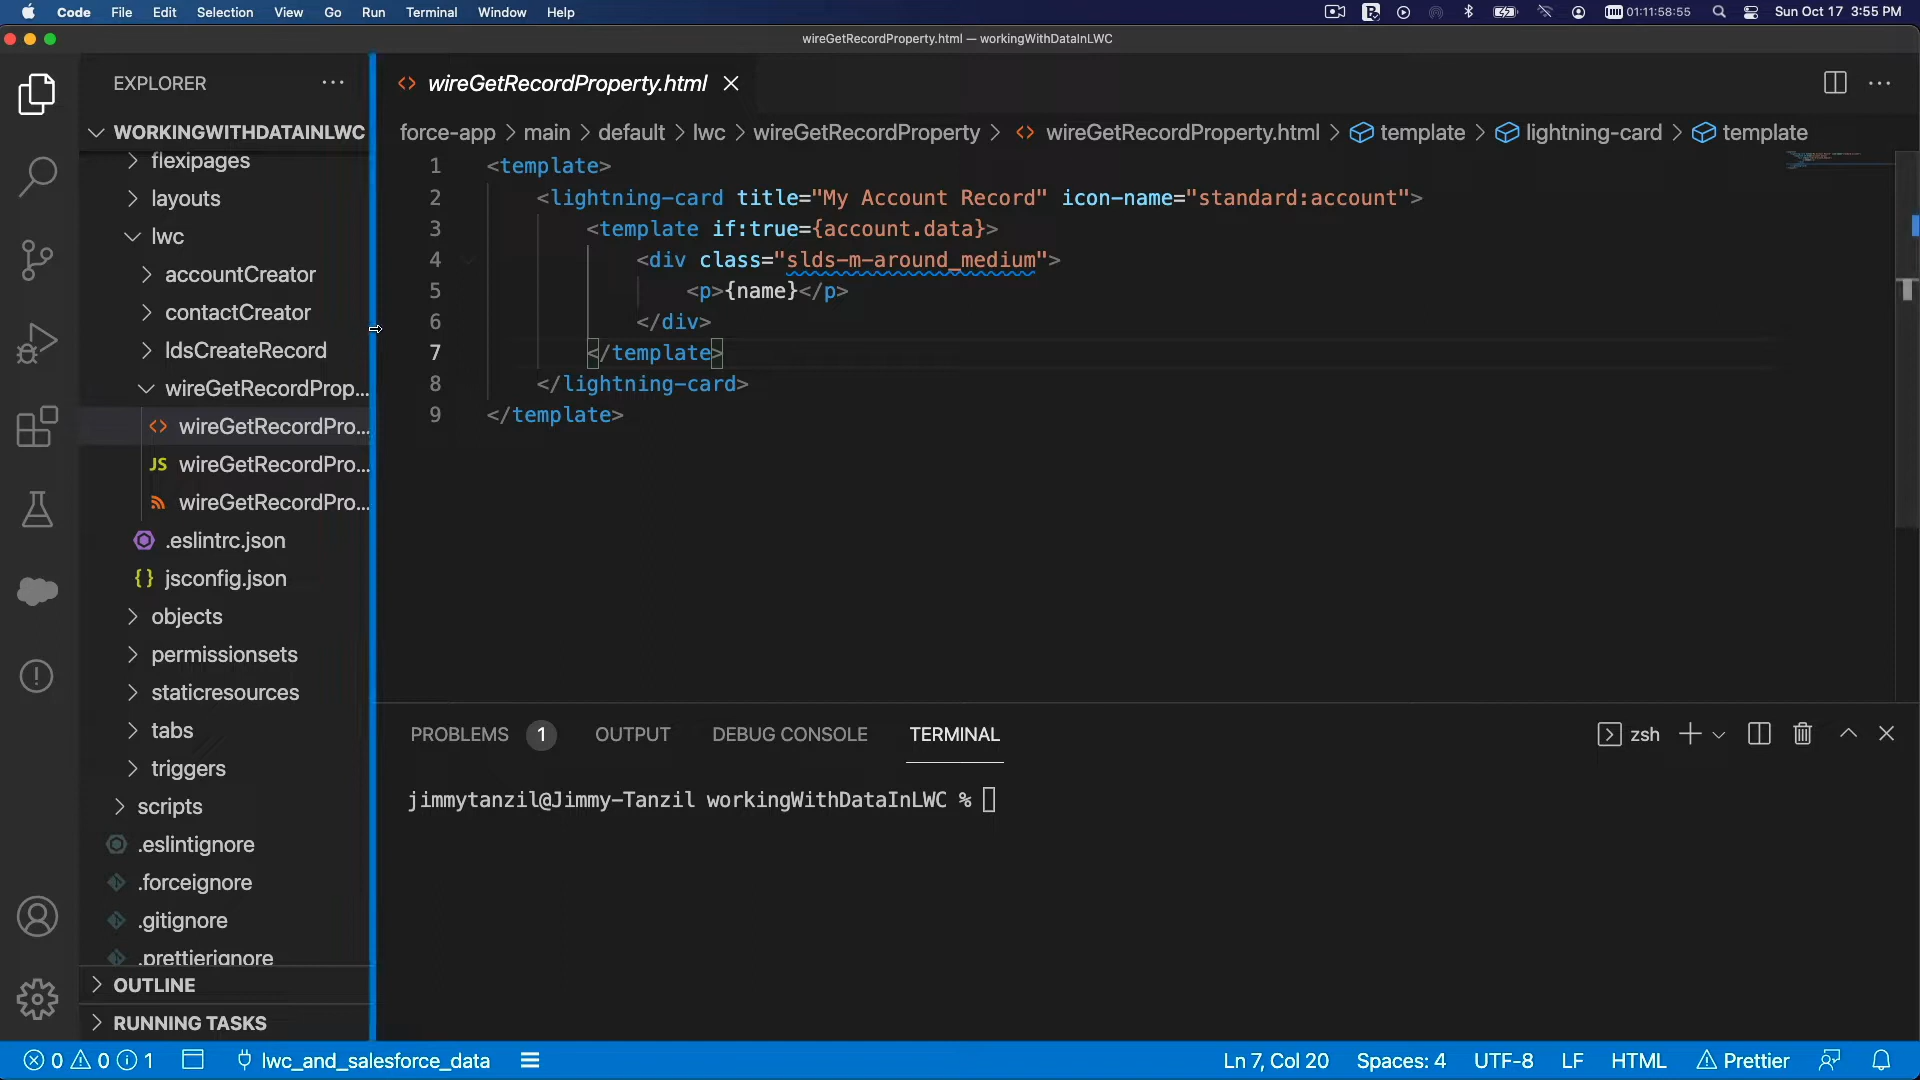 Code File Edit Selection View Go Run Terminal Window Help 01:11:58:55 Sun Oct 17 3:55 PM
wireGetRecordProperty.html — workingWithDataInLWC
EXPLORER
WORKINGWITHDATAINLWC
flexipages
layouts
lwc
accountCreator
contactCreator
ldsCreateRecord
wireGetRecordProp...
wireGetRecordPro...
JS wireGetRecordPro...
wireGetRecordPro...
.eslintrc.json
{} jsconfig.json
objects
permissionsets
staticresources
tabs
triggers
scripts
.eslintignore
.forceignore
.gitignore
.prettierignore
OUTLINE
RUNNING TASKS
wireGetRecordProperty.html
force-app > main > default > lwc > wireGetRecordProperty > wireGetRecordProperty.html > template > lightning-card > template
1 <template>
2 <lightning-card title="My Account Record" icon-name="standard:account">
3 <template if:true={account.data}>
4 <div class="slds-m-around_medium">
5 <p>{name}</p>
6 </div>
7 </template>
8 </lightning-card>
9 </template>
PROBLEMS 1 OUTPUT DEBUG CONSOLE TERMINAL zsh
jimmytanzil@Jimmy-Tanzil workingWithDataInLWC %
0 0 1 lwc_and_salesforce_data Ln 7, Col 20 Spaces: 4 UTF-8 LF HTML Prettier